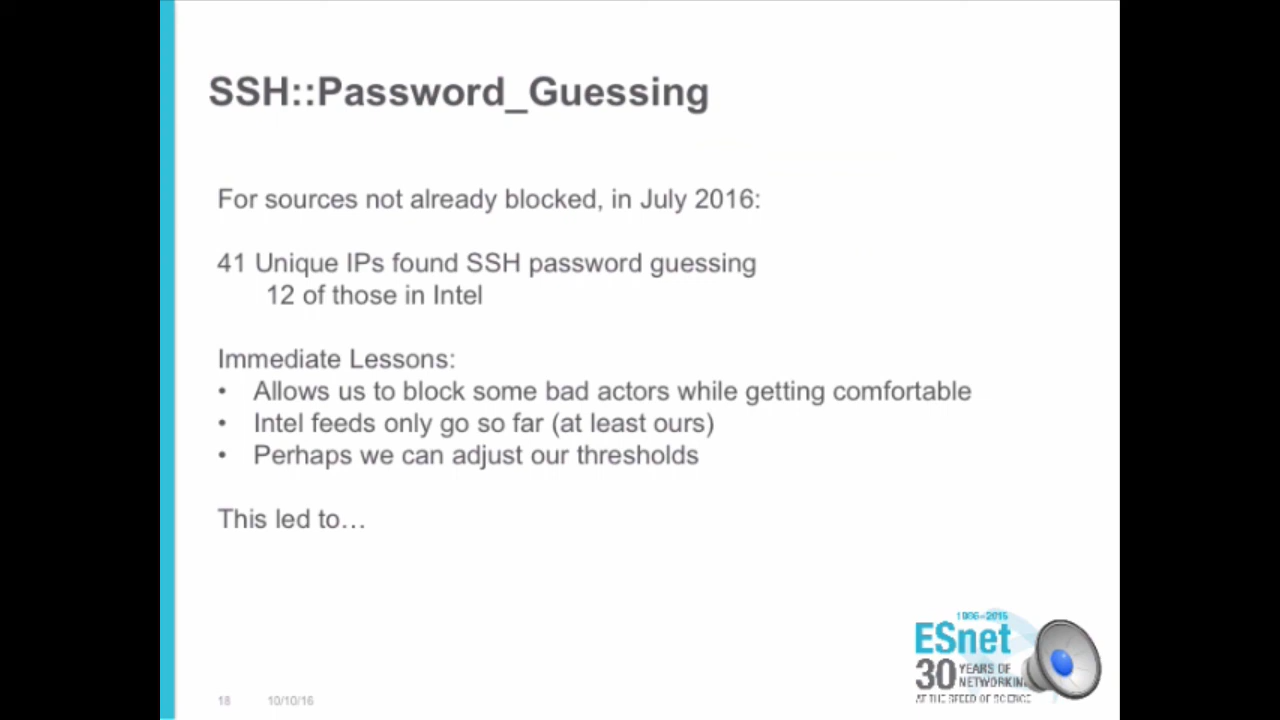 SSH::Password_Guessing
For sources not already blocked, in July 2016:
41 Unique IPs found SSH password guessing
12 of those in Intel
Immediate Lessons:
• Allows us to block some bad actors while getting comfortable
• Intel feeds only go so far (at least ours)
• Perhaps we can adjust our thresholds
This led to…
ESnet
30 YEARS OF
AT THE SPEED OF SCIENCE
18 10/10/16